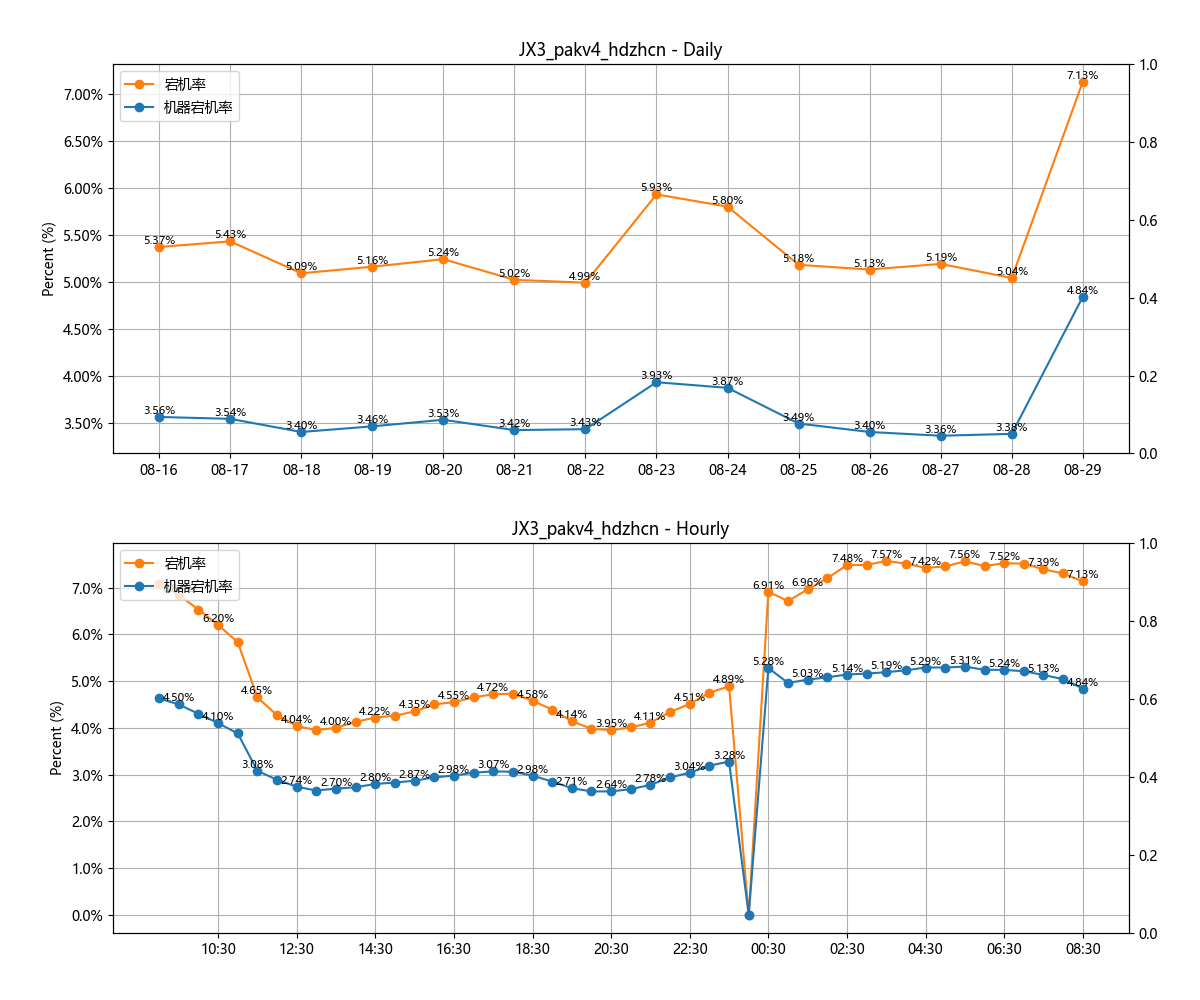 JX3_pakv4_hdzhcn - Daily
宕机率
机器宕机率
Percent (%)
7.00%
6.50%
6.00%
5.50%
5.00%
4.50%
4.00%
3.50%
1.0
0.8
0.6
0.4
0.2
0.0
5.37% 5.43% 5.09% 5.16% 5.24% 5.02% 4.99% 5.93% 5.80% 5.18% 5.13% 5.19% 5.04% 7.13%
3.56% 3.54% 3.40% 3.46% 3.53% 3.42% 3.43% 3.93% 3.87% 3.49% 3.40% 3.36% 3.38% 4.84%
08-16 08-17 08-18 08-19 08-20 08-21 08-22 08-23 08-24 08-25 08-26 08-27 08-28 08-29
JX3_pakv4_hdzhcn - Hourly
宕机率
机器宕机率
Percent (%)
7.0%
6.0%
5.0%
4.0%
3.0%
2.0%
1.0%
0.0%
1.0
0.8
0.6
0.4
0.2
0.0
6.20% 4.65% 4.04% 4.00% 4.22% 4.35% 4.55% 4.72% 4.58% 4.14% 3.95% 4.11% 4.51% 4.89% 6.91% 6.96% 7.48% 7.57% 7.42% 7.56% 7.52% 7.39% 7.13%
4.50% 4.10% 3.08% 2.74% 2.70% 2.80% 2.87% 2.98% 3.07% 2.98% 2.71% 2.64% 2.78% 3.04% 3.28% 5.28% 5.03% 5.14% 5.19% 5.29% 5.31% 5.24% 5.13% 4.84%
10:30 12:30 14:30 16:30 18:30 20:30 22:30 00:30 02:30 04:30 06:30 08:30